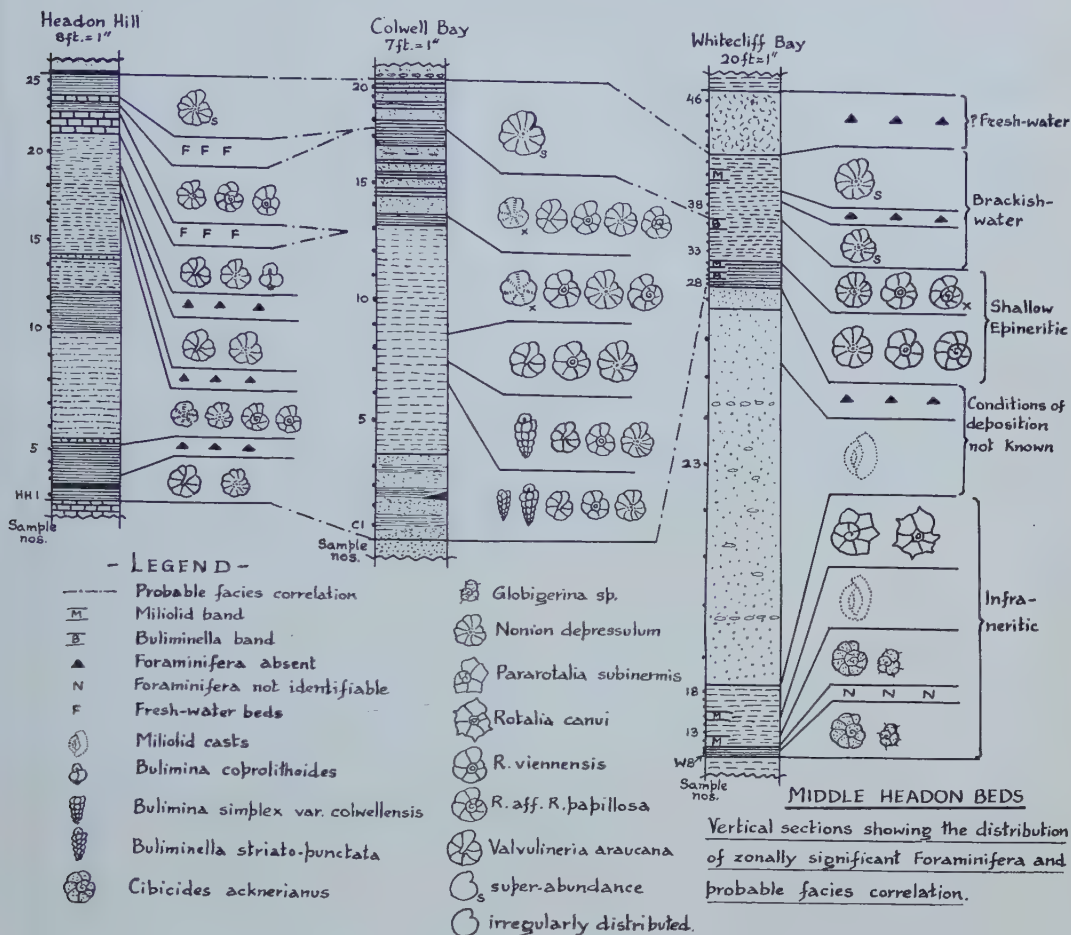 Headon Hill
8ft.=1"
25
20
15
10
5
HH1
Sample
nos.
S
F F F
F F F
Colwell Bay
7ft.=1"
20
15
10
5
C1
Sample
nos.
S
x
x
Whitecliff Bay
20ft=1"
46
M
38
B
33
M
B
28
23
18
M
13
M
W8
Sample
nos.
S
S
x
N N N
?Fresh-water
Brackish-
water
Shallow
Epineritic
Conditions of
deposition
not known
Infra-
neritic
- LEGEND -
Probable facies correlation
M Miliolid band
B Buliminella band
Foraminifera absent
N Foraminifera not identifiable
F Fresh-water beds
Miliolid casts
Bulimina coprolithoides
Bulimina simplex var. colwellensis
Buliminella striato-punctata
Cibicides acknerianus
Globigerina sp.
Nonion depressulum
Pararotalia subinermis
Rotalia canui
R. viennensis
R. aff. R. papillosa
Valvulineria araucana
S super-abundance
irregularly distributed.
MIDDLE HEADON BEDS
Vertical sections showing the distribution
of zonally significant Foraminifera and
probable facies correlation.